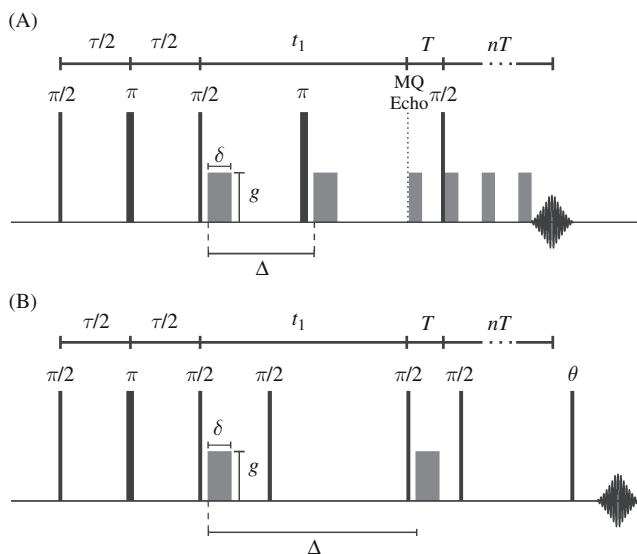 (A)
τ/2 τ/2 t₁ T nT
MQ
π/2 π π/2 π Echo π/2
δ
g
Δ
(B)
τ/2 τ/2 t₁ T nT
π/2 π π/2 π/2 π/2 π/2 θ
δ
g
Δ